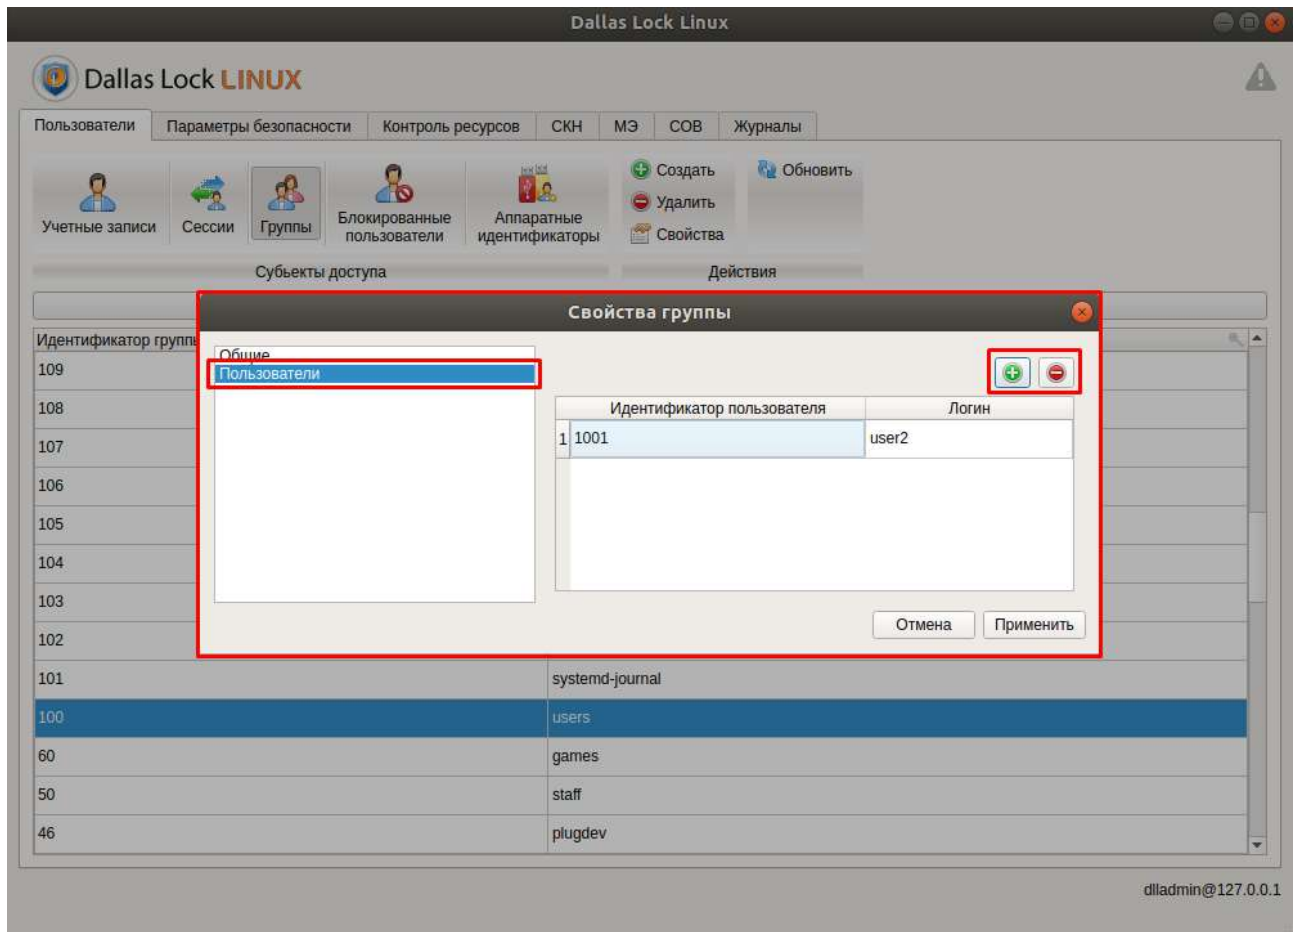 Dallas Lock Linux
Dallas Lock LINUX
Пользователи Параметры безопасности Контроль ресурсов СКН МЭ СОВ Журналы
Учетные записи Сессии Группы Блокированные пользователи Аппаратные идентификаторы
Создать Обновить
Удалить
Свойства
Субъекты доступа Действия
Свойства группы
Идентификатор группы
Общие
Пользователи
Идентификатор пользователя Логин
1 1001 user2
Отмена Применить
109
108
107
106
105
104
103
102
101 systemd-journal
100 users
60 games
50 staff
46 plugdev
dlladmin@127.0.0.1